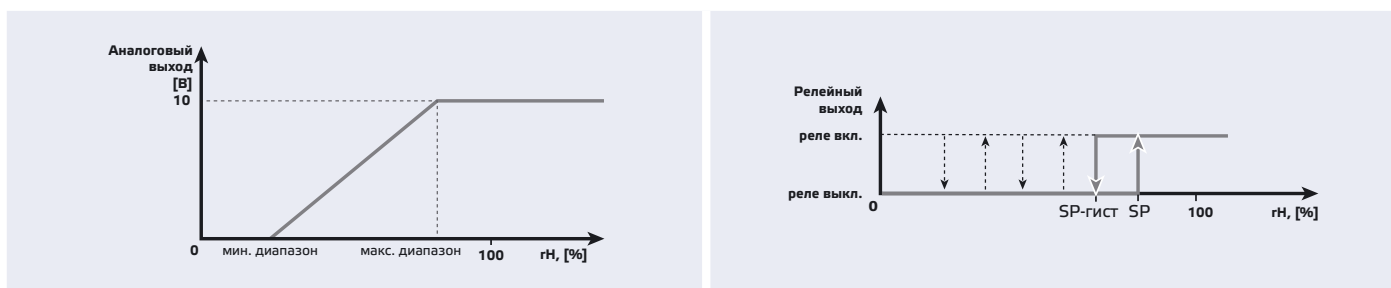 Аналоговый
выход
[В]
10
0
мин. диапазон
макс. диапазон
100
rH, [%]
Релейный
выход
реле вкл.
реле выкл.
0
SP-гист
SP
100
rH, [%]